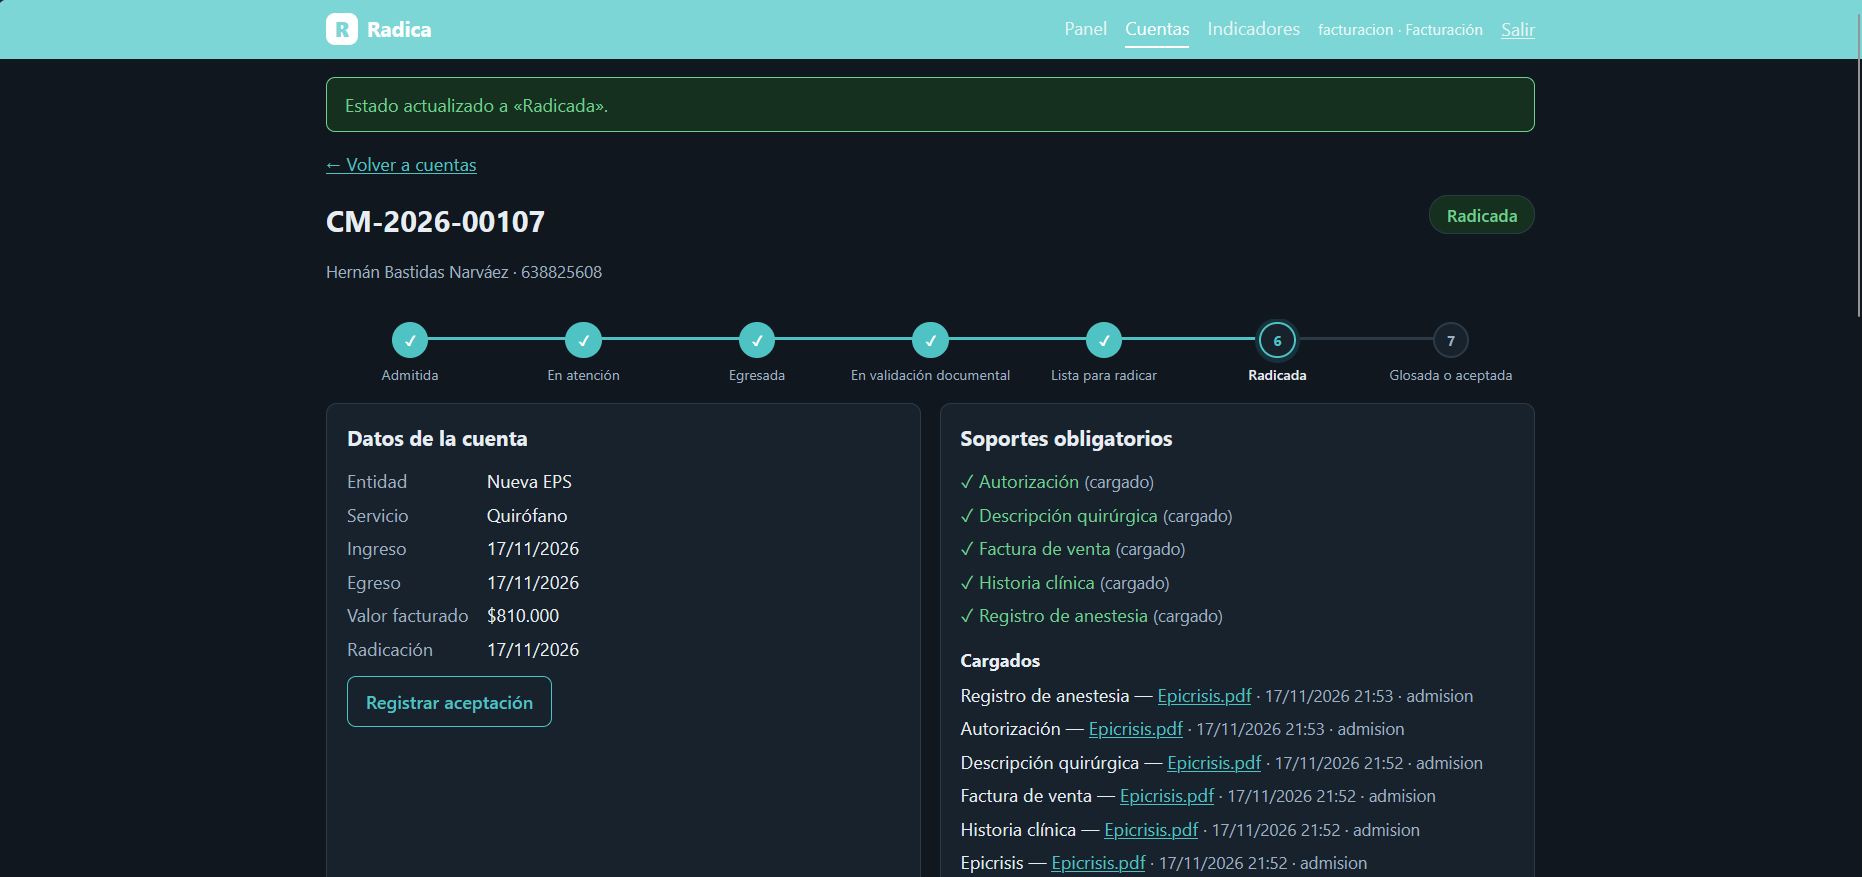 R Radica
Panel Cuentas Indicadores facturacion · Facturación Salir
Estado actualizado a «Radicada».
← Volver a cuentas
CM-2026-00107
Radicada
Hernán Bastidas Narváez · 638825608
✓ ✓ ✓ ✓ ✓ 6 7
Admitida En atención Egresada En validación documental Lista para radicar Radicada Glosada o aceptada
Datos de la cuenta
Entidad Nueva EPS
Servicio Quirófano
Ingreso 17/11/2026
Egreso 17/11/2026
Valor facturado $810.000
Radicación 17/11/2026
Registrar aceptación
Soportes obligatorios
✓ Autorización (cargado)
✓ Descripción quirúrgica (cargado)
✓ Factura de venta (cargado)
✓ Historia clínica (cargado)
✓ Registro de anestesia (cargado)
Cargados
Registro de anestesia — Epicrisis.pdf · 17/11/2026 21:53 · admision
Autorización — Epicrisis.pdf · 17/11/2026 21:53 · admision
Descripción quirúrgica — Epicrisis.pdf · 17/11/2026 21:52 · admision
Factura de venta — Epicrisis.pdf · 17/11/2026 21:52 · admision
Historia clínica — Epicrisis.pdf · 17/11/2026 21:52 · admision
Epicrisis — Epicrisis.pdf · 17/11/2026 21:52 · admision